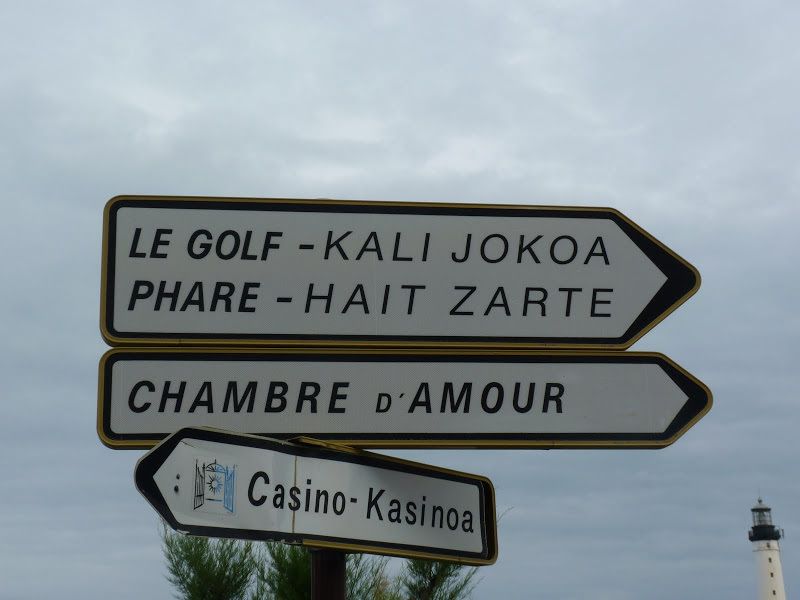 LE GOLF - KALI JOKOA
PHARE - HAIT ZARTE
CHAMBRE D'AMOUR
Casino - Kasinoa